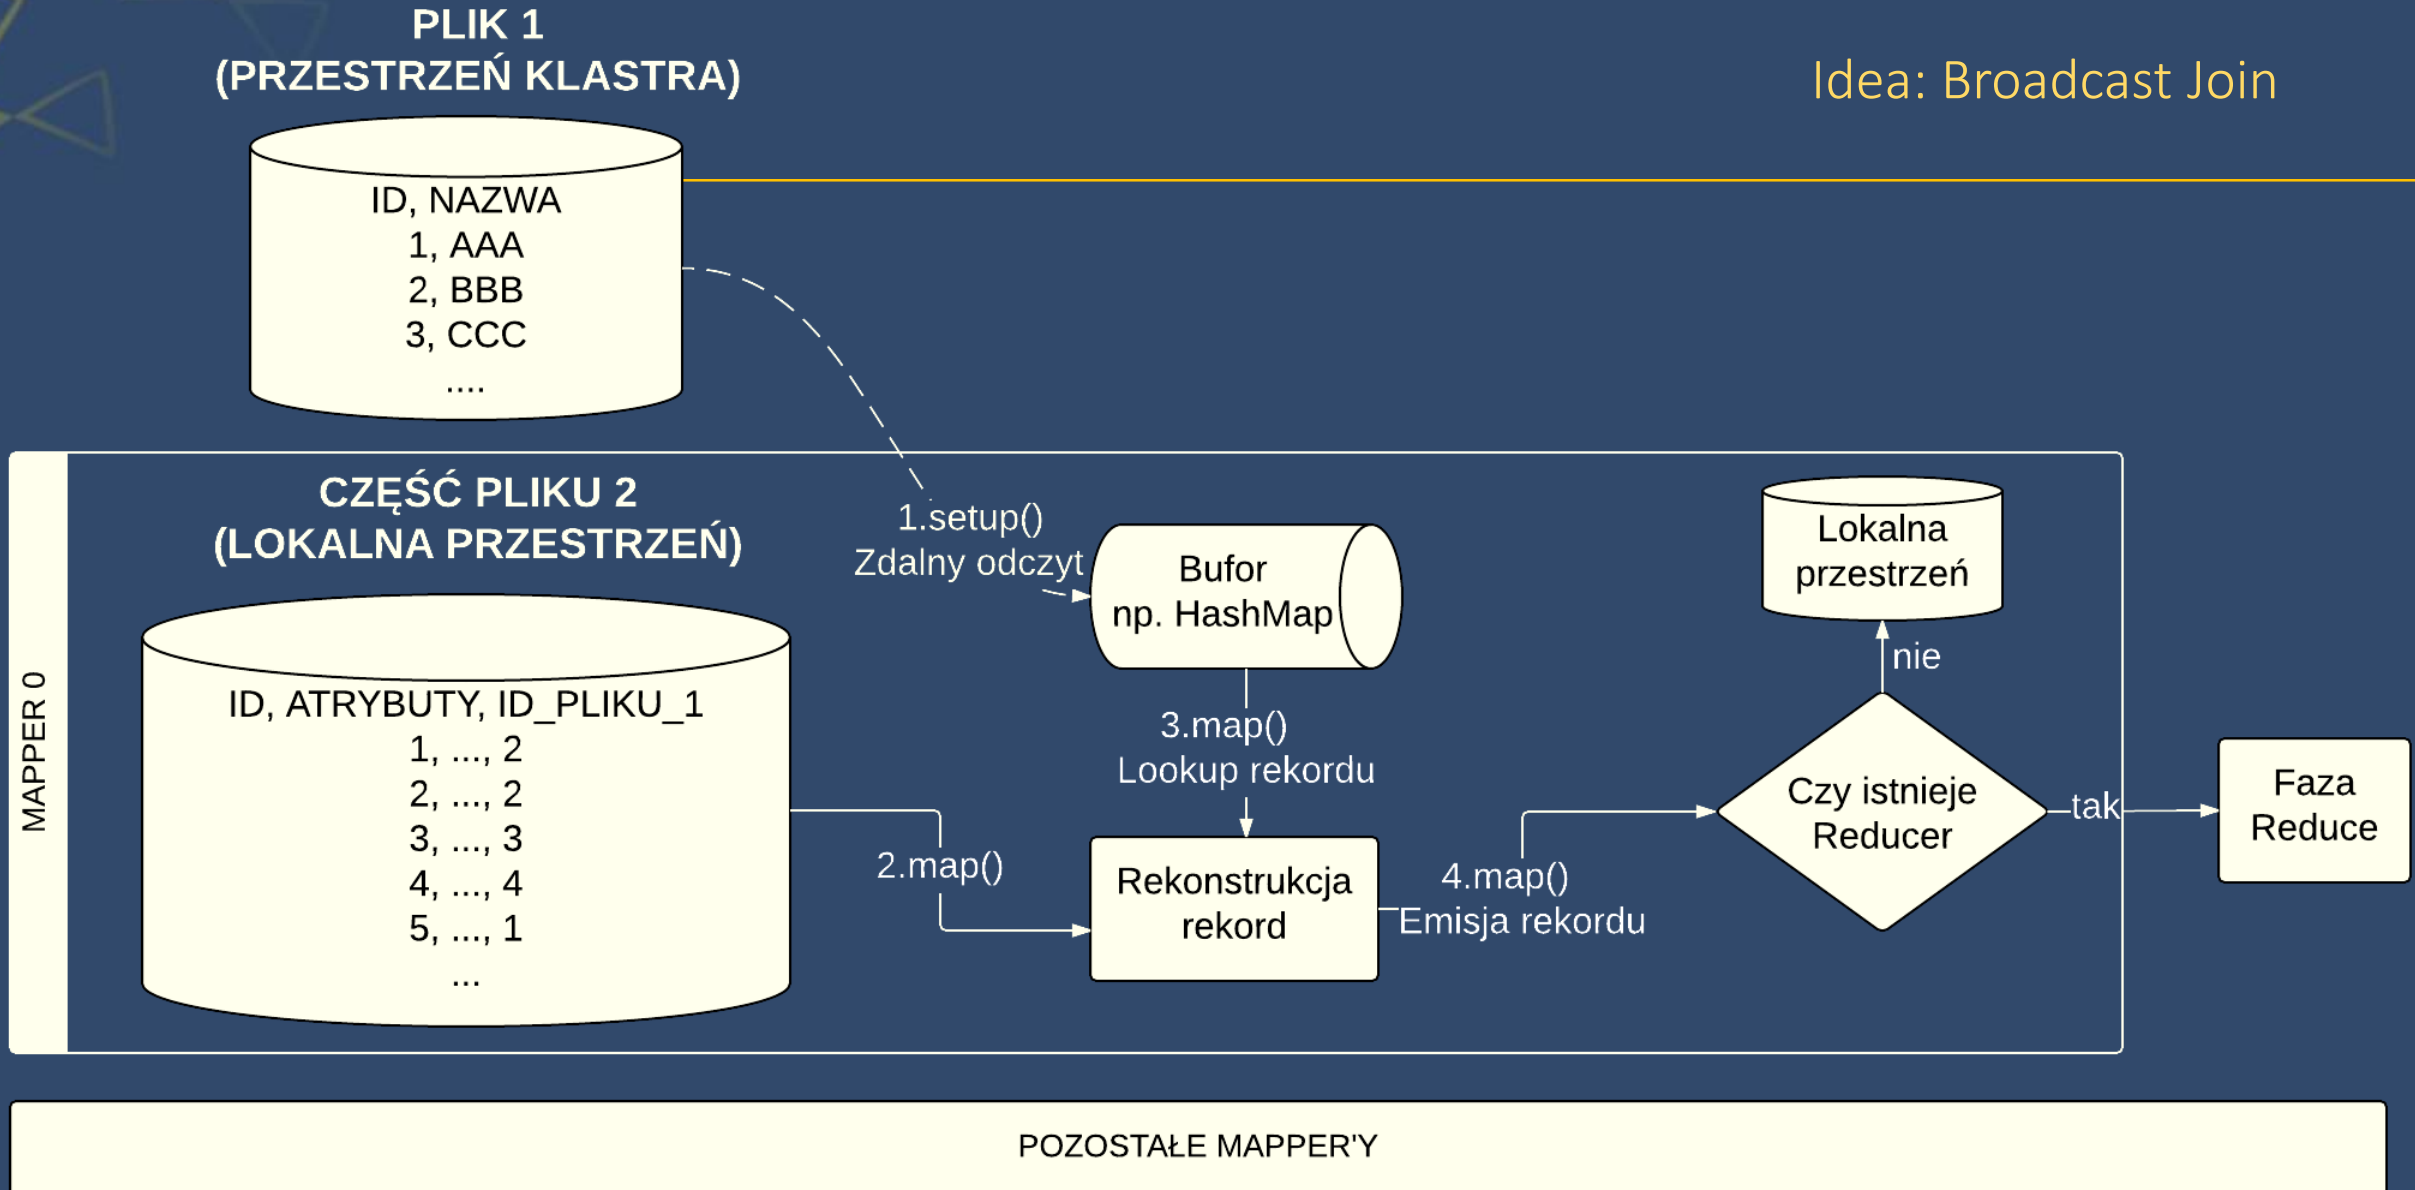 PLIK 1
(PRZESTRZEŃ KLASTRA)
Idea: Broadcast Join
ID, NAZWA
1, AAA
2, BBB
3, CCC
....
MAPPER 0
CZĘŚĆ PLIKU 2
(LOKALNA PRZESTRZEŃ)
ID, ATRYBUTY, ID_PLIKU_1
1, ..., 2
2, ..., 2
3, ..., 3
4, ..., 4
5, ..., 1
...
1.setup()
Zdalny odczyt
Bufor
np. HashMap
2.map()
3.map()
Lookup rekordu
Rekonstrukcja
rekord
4.map()
Emisja rekordu
Czy istnieje
Reducer
nie
Lokalna
przestrzeń
tak
Faza
Reduce
POZOSTAŁE MAPPER'Y